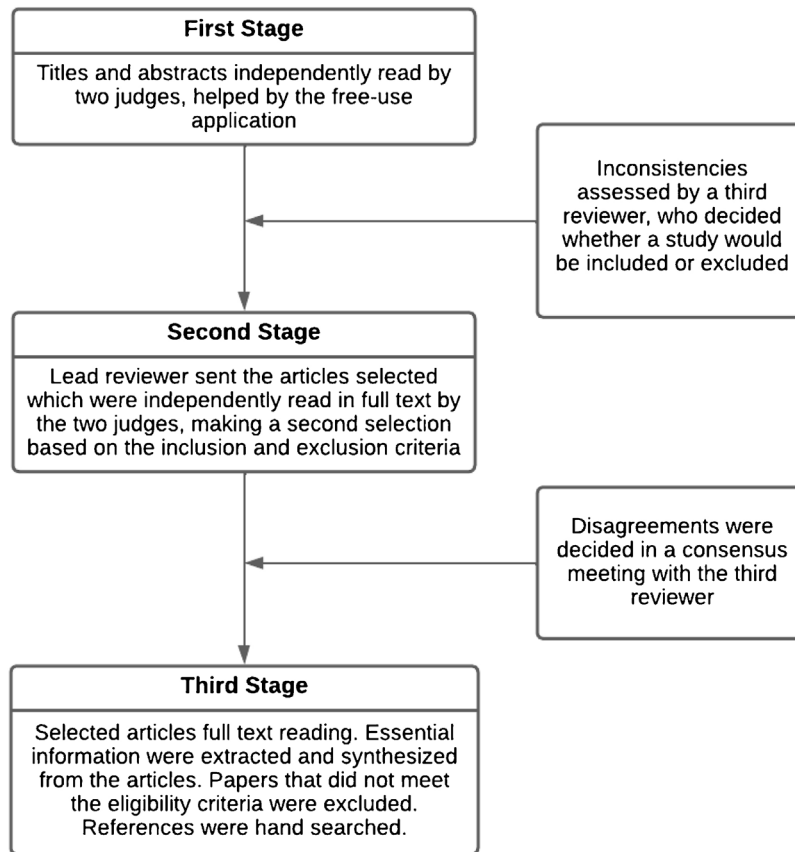 First Stage
Titles and abstracts independently read by
two judges, helped by the free-use
application
Inconsistencies
assessed by a third
reviewer, who decided
whether a study would
be included or excluded
Second Stage
Lead reviewer sent the articles selected
which were independently read in full text by
the two judges, making a second selection
based on the inclusion and exclusion criteria
Disagreements were
decided in a consensus
meeting with the third
reviewer
Third Stage
Selected articles full text reading. Essential
information were extracted and synthesized
from the articles. Papers that did not meet
the eligibility criteria were excluded.
References were hand searched.